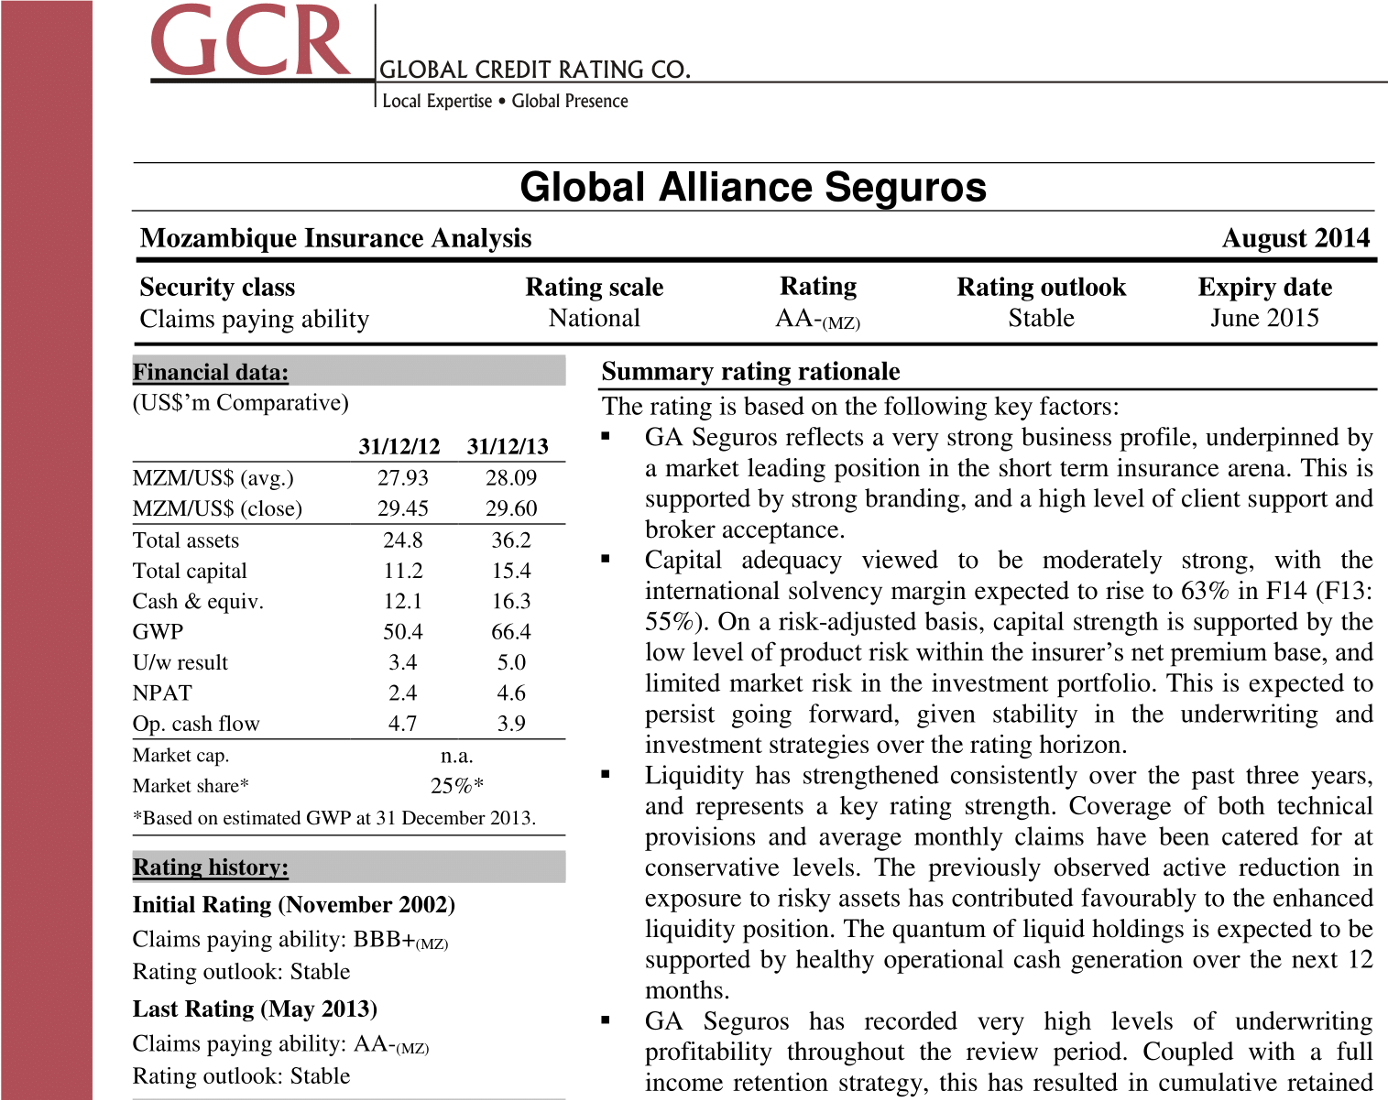 GCR
GLOBAL CREDIT RATING CO.
Local Expertise • Global Presence
Global Alliance Seguros
Mozambique Insurance Analysis August 2014
Security class Rating scale Rating Rating outlook Expiry date
Claims paying ability National AA-(MZ) Stable June 2015
Financial data:
(US$'m Comparative)
31/12/12 31/12/13
MZM/US$ (avg.) 27.93 28.09
MZM/US$ (close) 29.45 29.60
Total assets 24.8 36.2
Total capital 11.2 15.4
Cash & equiv. 12.1 16.3
GWP 50.4 66.4
U/w result 3.4 5.0
NPAT 2.4 4.6
Op. cash flow 4.7 3.9
Market cap. n.a.
Market share* 25%*
*Based on estimated GWP at 31 December 2013.
Rating history:
Initial Rating (November 2002)
Claims paying ability: BBB+(MZ)
Rating outlook: Stable
Last Rating (May 2013)
Claims paying ability: AA-(MZ)
Rating outlook: Stable
Summary rating rationale
The rating is based on the following key factors:
▪ GA Seguros reflects a very strong business profile, underpinned by
a market leading position in the short term insurance arena. This is
supported by strong branding, and a high level of client support and
broker acceptance.
▪ Capital adequacy viewed to be moderately strong, with the
international solvency margin expected to rise to 63% in F14 (F13:
55%). On a risk-adjusted basis, capital strength is supported by the
low level of product risk within the insurer's net premium base, and
limited market risk in the investment portfolio. This is expected to
persist going forward, given stability in the underwriting and
investment strategies over the rating horizon.
▪ Liquidity has strengthened consistently over the past three years,
and represents a key rating strength. Coverage of both technical
provisions and average monthly claims have been catered for at
conservative levels. The previously observed active reduction in
exposure to risky assets has contributed favourably to the enhanced
liquidity position. The quantum of liquid holdings is expected to be
supported by healthy operational cash generation over the next 12
months.
▪ GA Seguros has recorded very high levels of underwriting
profitability throughout the review period. Coupled with a full
income retention strategy, this has resulted in cumulative retained